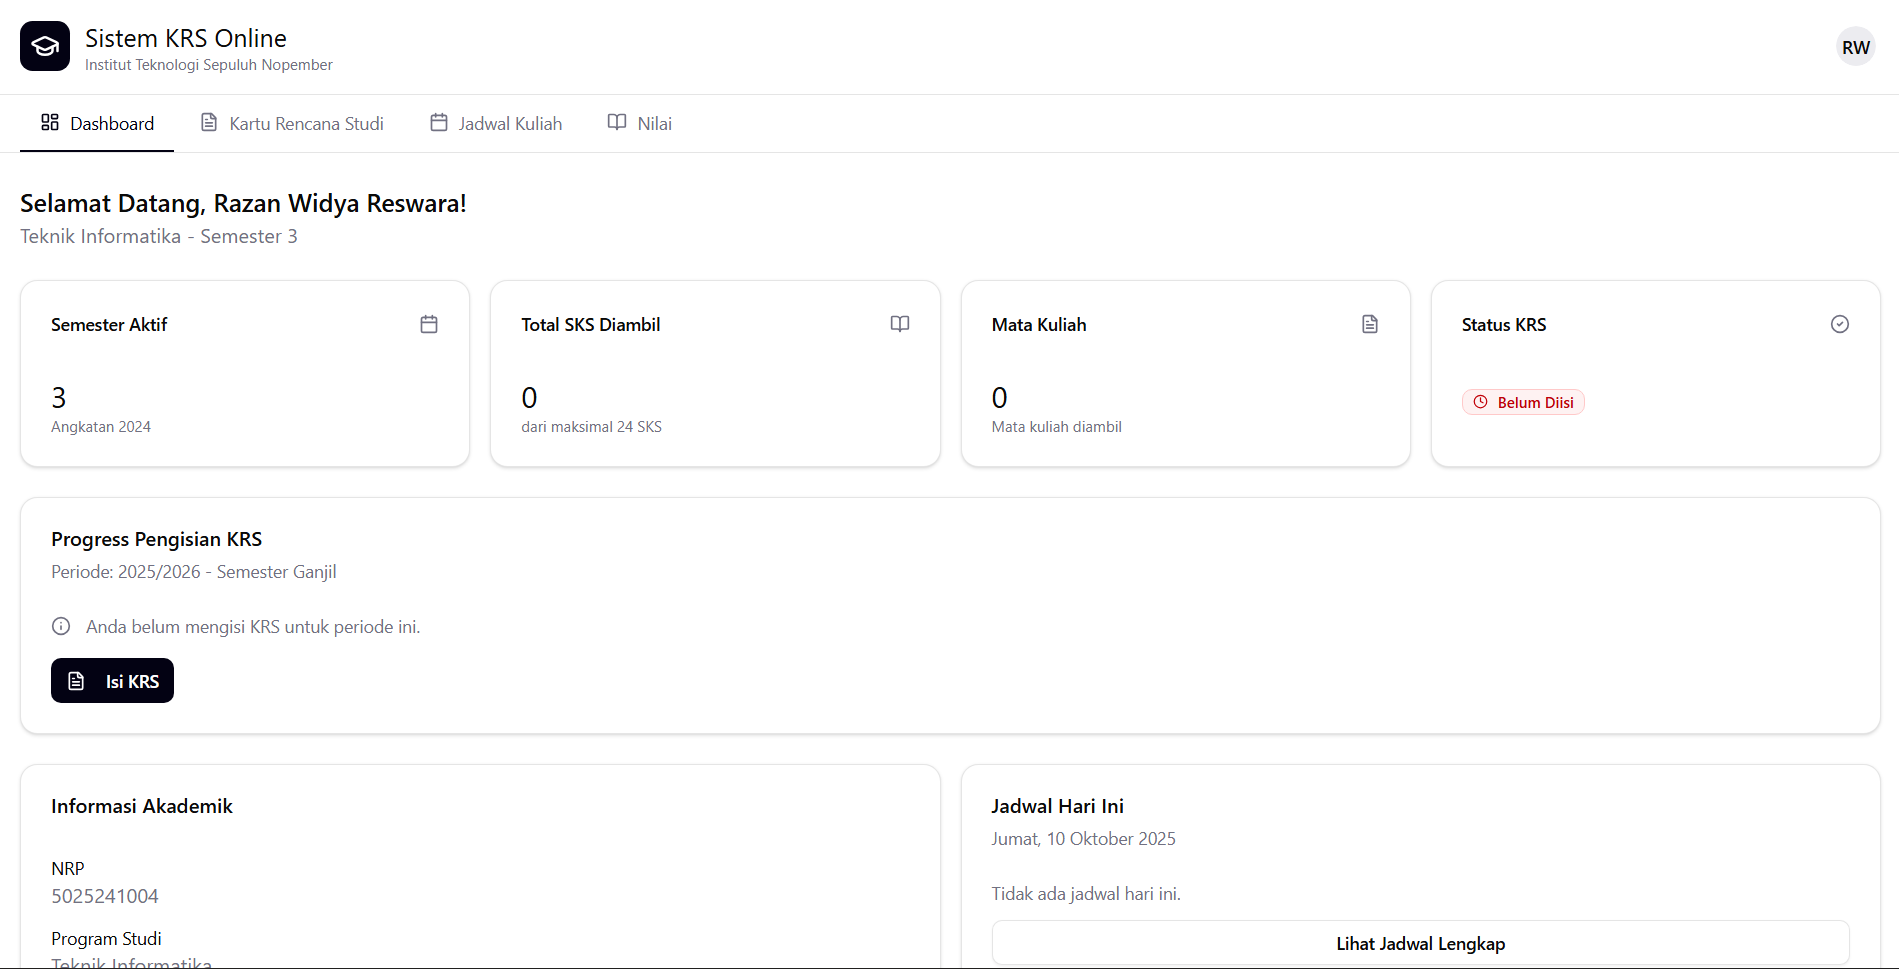 Sistem KRS Online
Institut Teknologi Sepuluh Nopember
RW
Dashboard
Kartu Rencana Studi
Jadwal Kuliah
Nilai
Selamat Datang, Razan Widya Reswara!
Teknik Informatika - Semester 3
Semester Aktif
3
Angkatan 2024
Total SKS Diambil
0
dari maksimal 24 SKS
Mata Kuliah
0
Mata kuliah diambil
Status KRS
Belum Diisi
Progress Pengisian KRS
Periode: 2025/2026 - Semester Ganjil
Anda belum mengisi KRS untuk periode ini.
Isi KRS
Informasi Akademik
NRP
5025241004
Program Studi
Teknik Informatika
Jadwal Hari Ini
Jumat, 10 Oktober 2025
Tidak ada jadwal hari ini.
Lihat Jadwal Lengkap